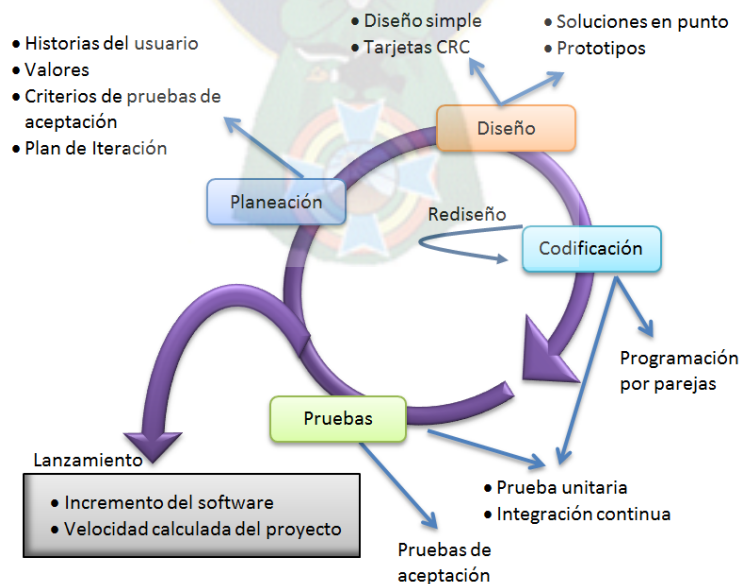 • Historias del usuario
• Valores
• Criterios de pruebas de
aceptación
• Plan de Iteración
• Diseño simple
• Tarjetas CRC
• Soluciones en punto
• Prototipos
Diseño
Planeación
Rediseño
Codificación
Programación
por parejas
Pruebas
Lanzamiento
• Incremento del software
• Velocidad calculada del proyecto
• Prueba unitaria
• Integración continua
Pruebas de
aceptación